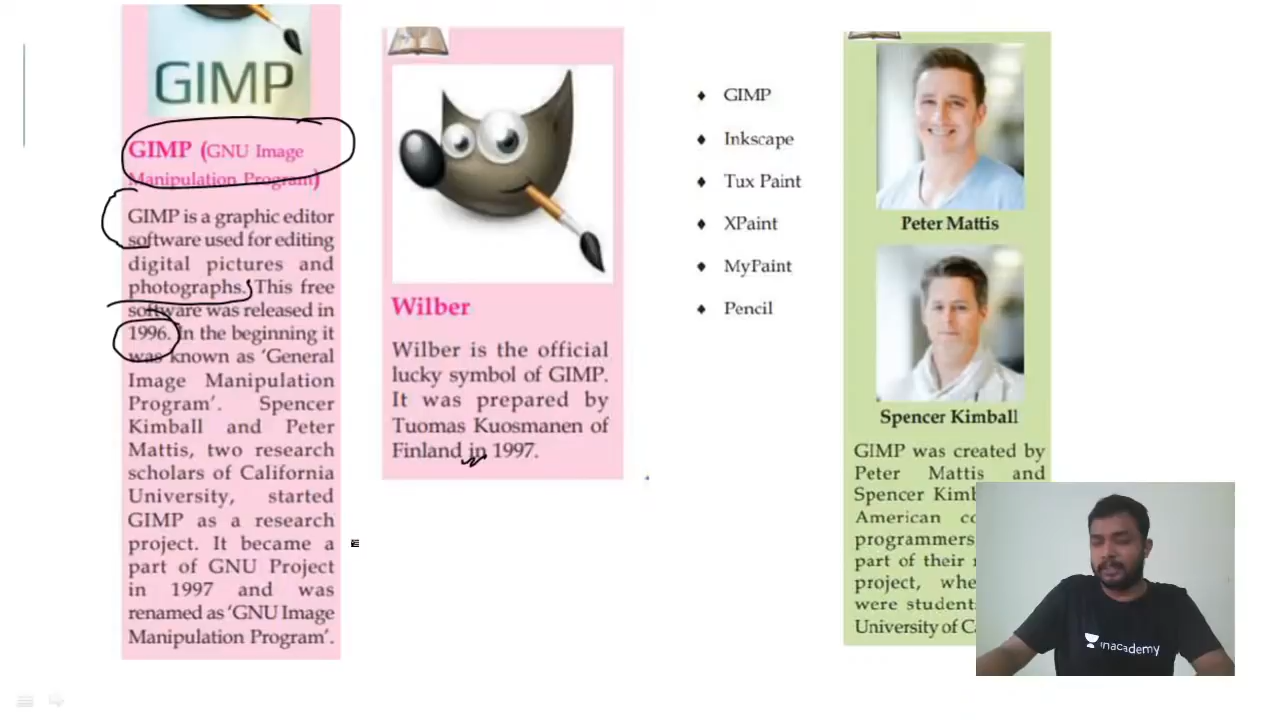 GIMP
GIMP (GNU Image
Manipulation Program)
GIMP is a graphic editor
software used for editing
digital pictures and
photographs. This free
software was released in
1996. In the beginning it
was known as ‘General
Image Manipulation
Program’. Spencer
Kimball and Peter
Mattis, two research
scholars of California
University, started
GIMP as a research
project. It became a
part of GNU Project
in 1997 and was
renamed as ‘GNU Image
Manipulation Program’.
Wilber
Wilber is the official
lucky symbol of GIMP.
It was prepared by
Tuomas Kuosmanen of
Finland in 1997.
GIMP
Inkscape
Tux Paint
XPaint
MyPaint
Pencil
Peter Mattis
Spencer Kimball
GIMP was created by
Peter Mattis and
Spencer
American
programmers
part of their
project,
were
University of
unacademy